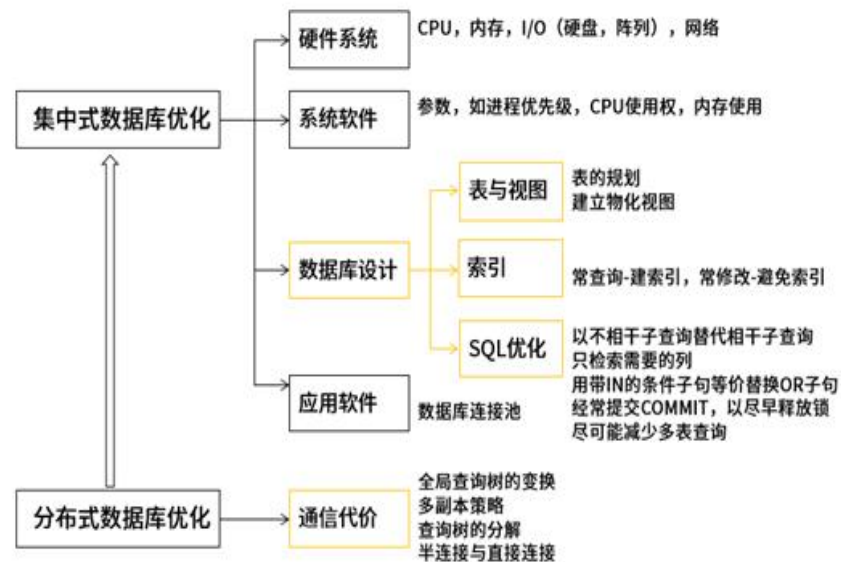 硬件系统
CPU，内存，I/O（硬盘，阵列），网络
集中式数据库优化
系统软件
参数，如进程优先级，CPU使用权，内存使用
表与视图
表的规划
建立物化视图
数据库设计
索引
常查询-建索引，常修改-避免索引
SQL优化
以不相干子查询替代相干子查询
只检索需要的列
用带IN的条件子句等价替换OR子句
经常提交COMMIT，以尽早释放锁
尽可能减少多表查询
应用软件
数据库连接池
分布式数据库优化
通信代价
全局查询树的变换
多副本策略
查询树的分解
半连接与直接连接